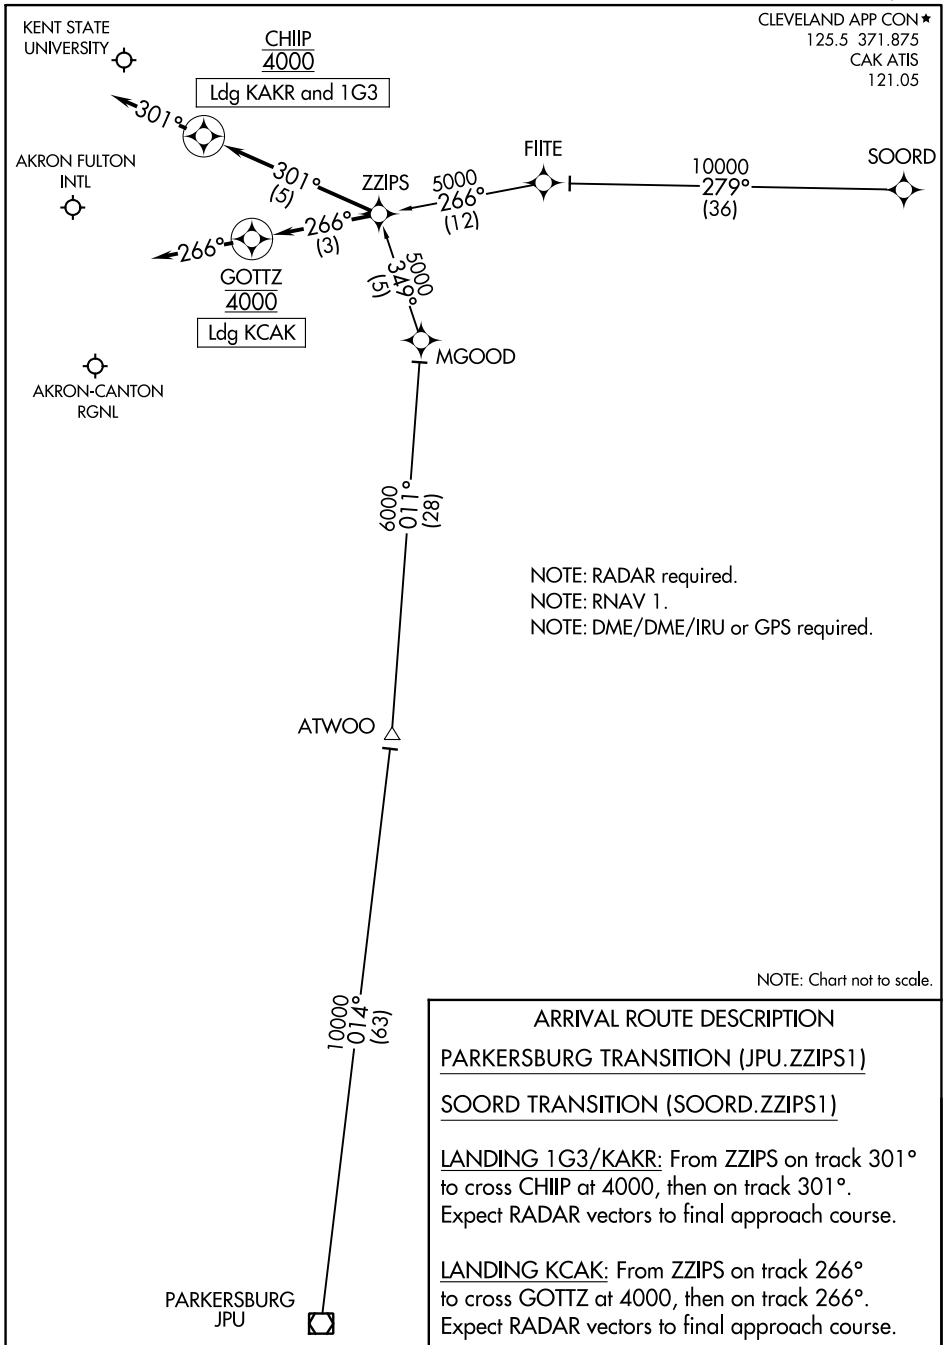 KENT STATE
UNIVERSITY
CHIIP
4000
Ldg KAKR and 1G3
CLEVELAND APP CON★
125.5 371.875
CAK ATIS
121.05
301°
AKRON FULTON
INTL
301°
(5)
ZZIPS
FIITE
5000
266°
(12)
10000
279°
(36)
SOORD
266°
(3)
266°
GOTTZ
4000
Ldg KCAK
5000
349°
(5)
MGOOD
AKRON-CANTON
RGNL
6000
011°
(28)
NOTE: RADAR required.
NOTE: RNAV 1.
NOTE: DME/DME/IRU or GPS required.
ATWOO
10000
014°
(63)
NOTE: Chart not to scale.
PARKERSBURG
JPU
ARRIVAL ROUTE DESCRIPTION
PARKERSBURG TRANSITION (JPU.ZZIPS1)
SOORD TRANSITION (SOORD.ZZIPS1)
LANDING 1G3/KAKR: From ZZIPS on track 301°
to cross CHIIP at 4000, then on track 301°.
Expect RADAR vectors to final approach course.
LANDING KCAK: From ZZIPS on track 266°
to cross GOTTZ at 4000, then on track 266°.
Expect RADAR vectors to final approach course.